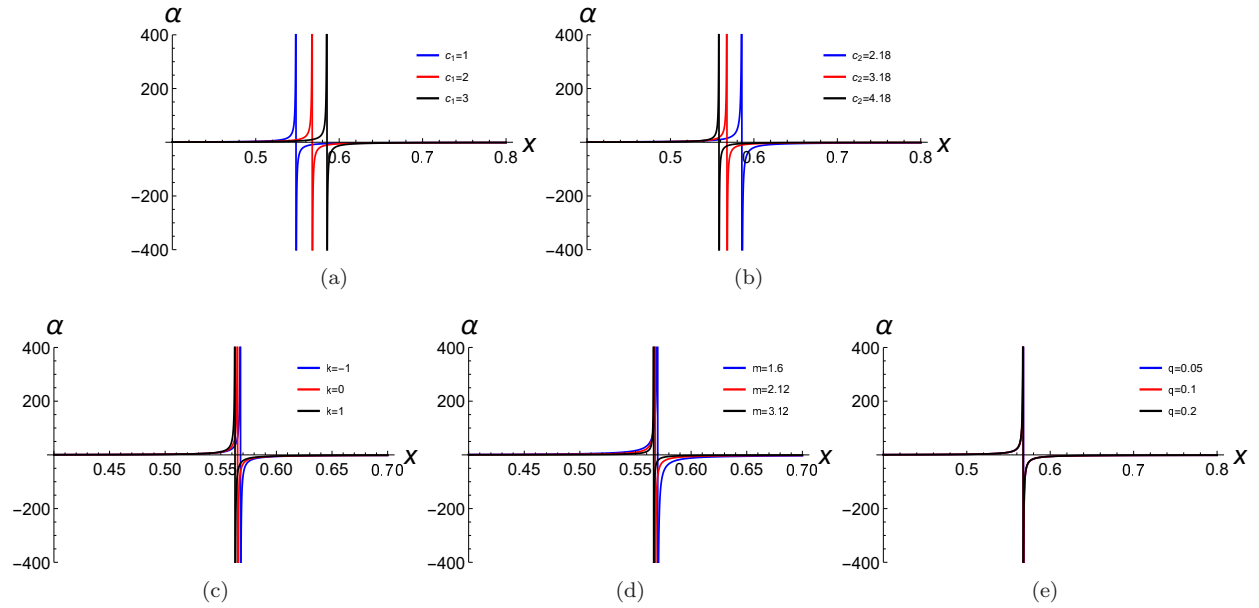 α
400
200
-200
-400
0.5
0.6
0.7
0.8
x
c₁=1
c₁=2
c₁=3
(a)
α
400
200
-200
-400
0.5
0.6
0.7
0.8
x
c₂=2.18
c₂=3.18
c₂=4.18
(b)
α
400
200
-200
-400
0.45
0.50
0.55
0.60
0.65
0.70
x
k=-1
k=0
k=1
(c)
α
400
200
-200
-400
0.45
0.50
0.55
0.60
0.65
0.70
x
m=1.6
m=2.12
m=3.12
(d)
α
400
200
-200
-400
0.5
0.6
0.7
0.8
x
q=0.05
q=0.1
q=0.2
(e)